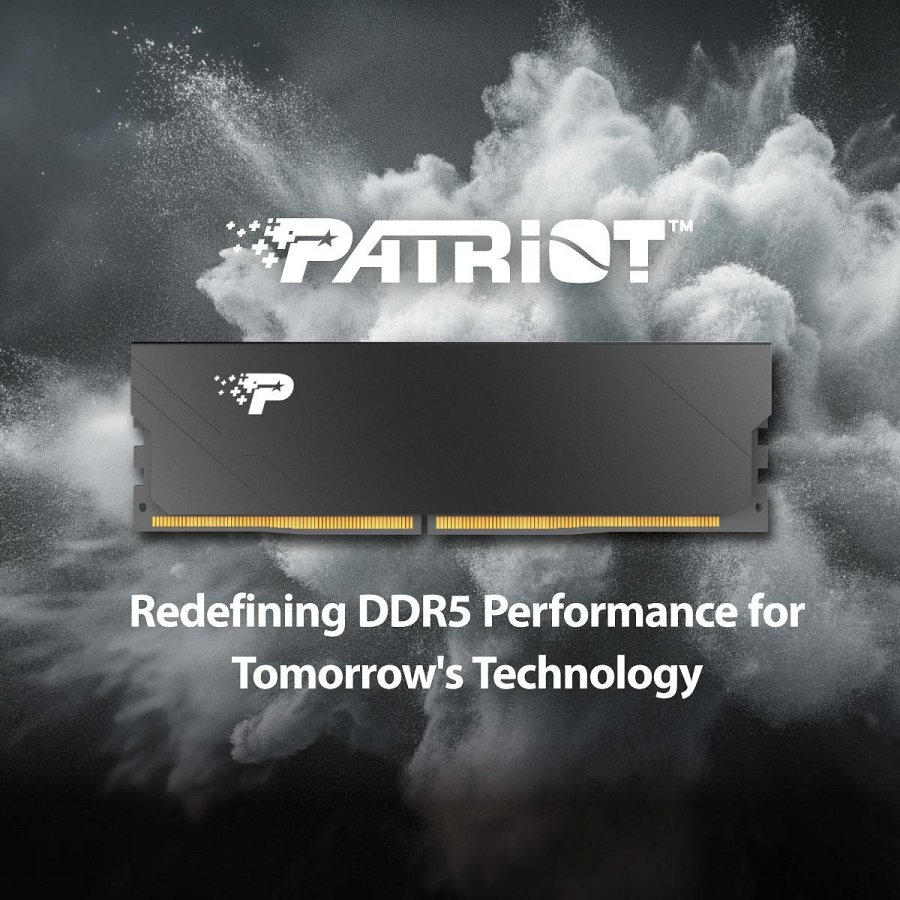 PATRiOT™
P
Redefining DDR5 Performance for
Tomorrow's Technology